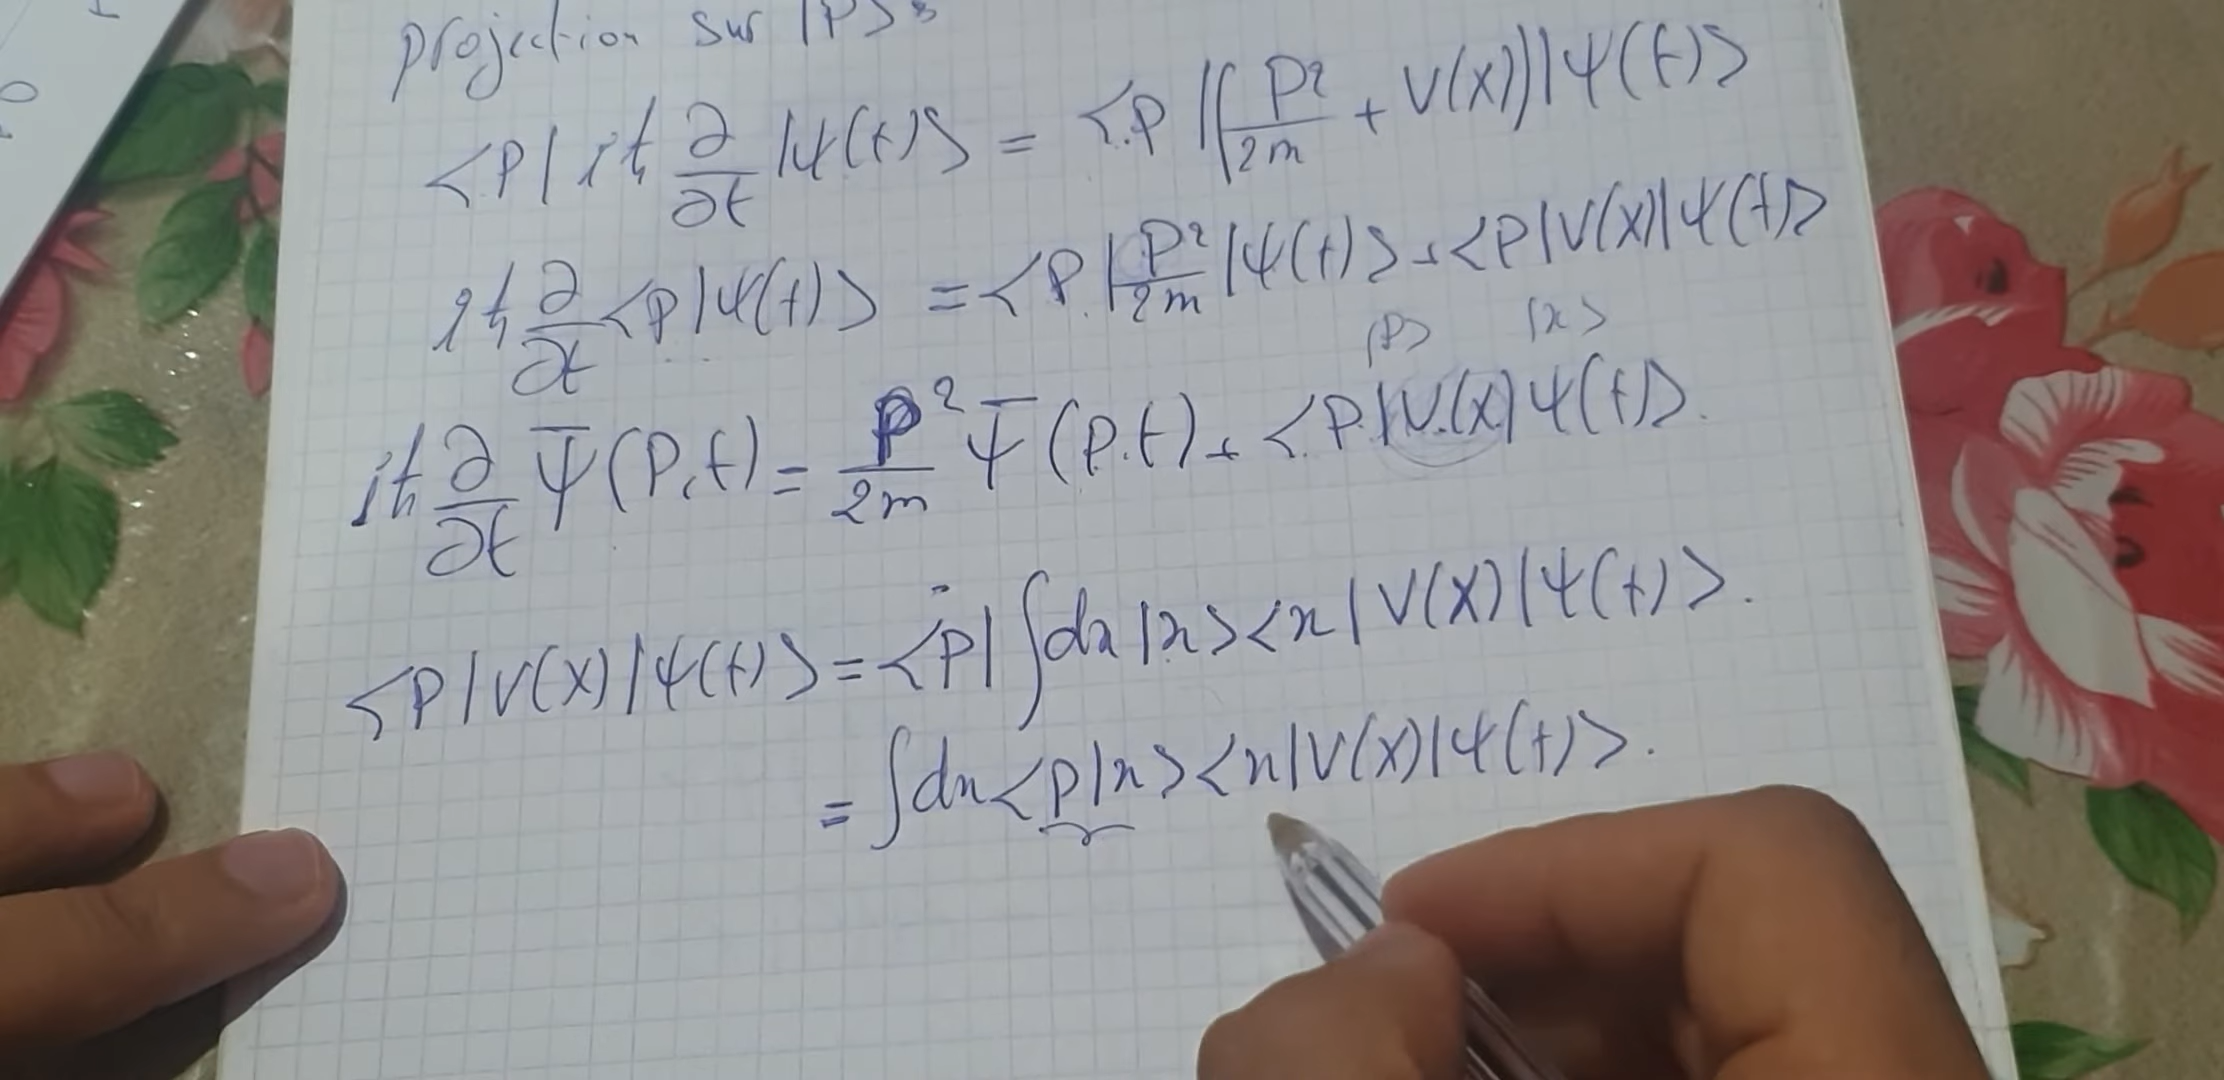 projection sur |P> :
<P| iħ ∂/∂t |ψ(t)> = <P|(P²/2m + V(X))|ψ(t)>
iħ ∂/∂t <P|ψ(t)> = <P|P²/2m|ψ(t)> + <P|V(X)|ψ(t)>
|P> |x>
iħ ∂/∂t ψ̅(P,t) = P²/2m ψ̅(P,t) + <P|V(X)|ψ(t)>.
<P|V(X)|ψ(t)> = <P| ∫dx |x><x|V(X)|ψ(t)>.
= ∫dx <P|x><x|V(X)|ψ(t)>.